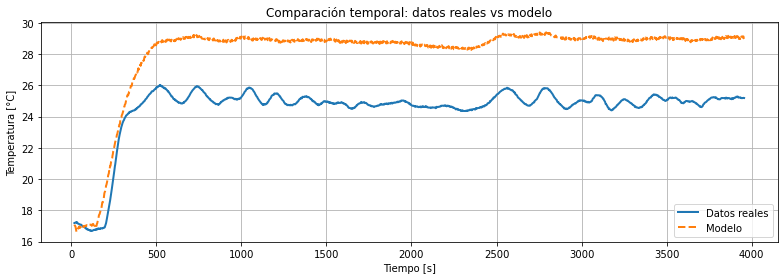 Comparación temporal: datos reales vs modelo
Temperatura [°C]
30
28
26
24
22
20
18
16
Datos reales
Modelo
0 500 1000 1500 2000 2500 3000 3500 4000
Tiempo [s]